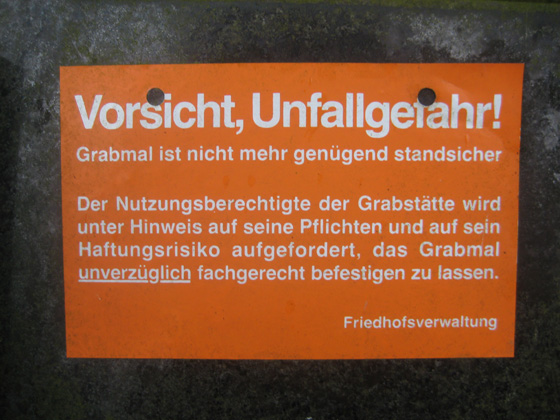 Vorsicht, Unfallgefahr!
Grabmal ist nicht mehr genügend standsicher
Der Nutzungsberechtigte der Grabstätte wird
unter Hinweis auf seine Pflichten und auf sein
Haftungsrisiko aufgefordert, das Grabmal
unverzüglich fachgerecht befestigen zu lassen.
Friedhofsverwaltung